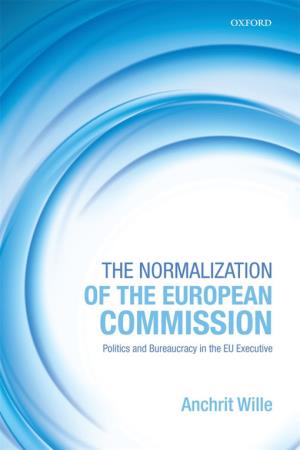 OXFORD
THE NORMALIZATION
OF THE EUROPEAN
COMMISSION
Politics and Bureaucracy in the EU Executive
Anchrit Wille